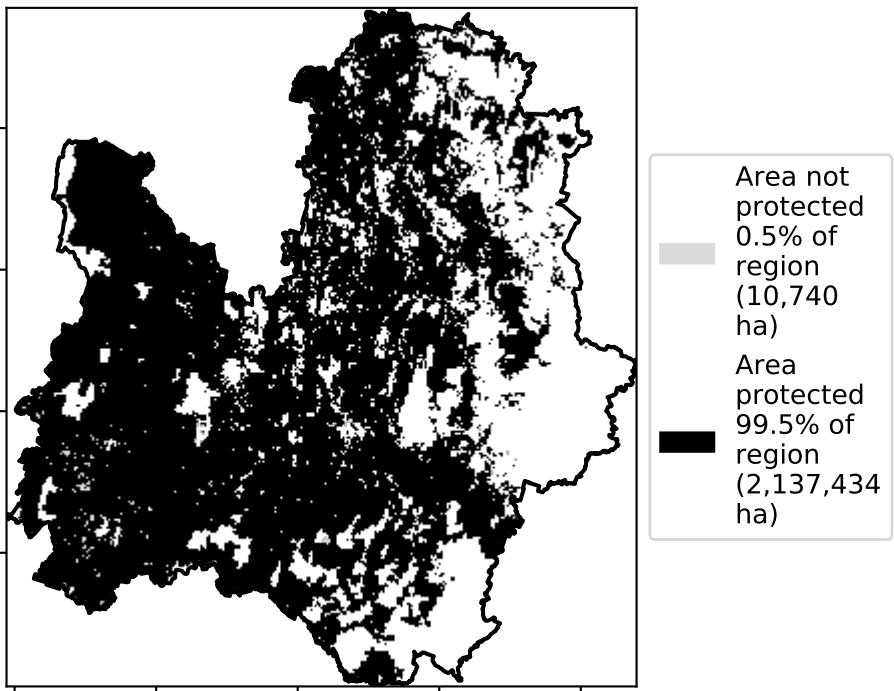 Area not
protected
0.5% of
region
(10,740
ha)
Area
protected
99.5% of
region
(2,137,434
ha)